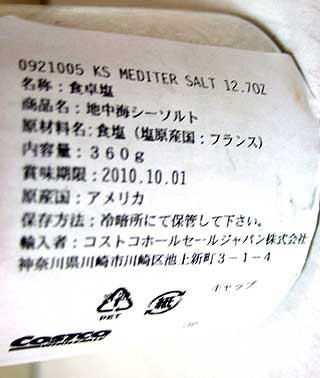 0921005 KS MEDITER SALT 12.7OZ
名称：食卓塩
商品名：地中海シーソルト
原材料名：食塩（塩原産国：フランス）
内容量：360g
賞味期限：2010.10.01
原産国：アメリカ
保存方法：冷暗所にて保管して下さい。
輸入者：コストコホールセールジャパン株式会社
神奈川県川崎市川崎区池上新町3-1-4
キャップ
PET
紙
COSTCO
WHOLESALE